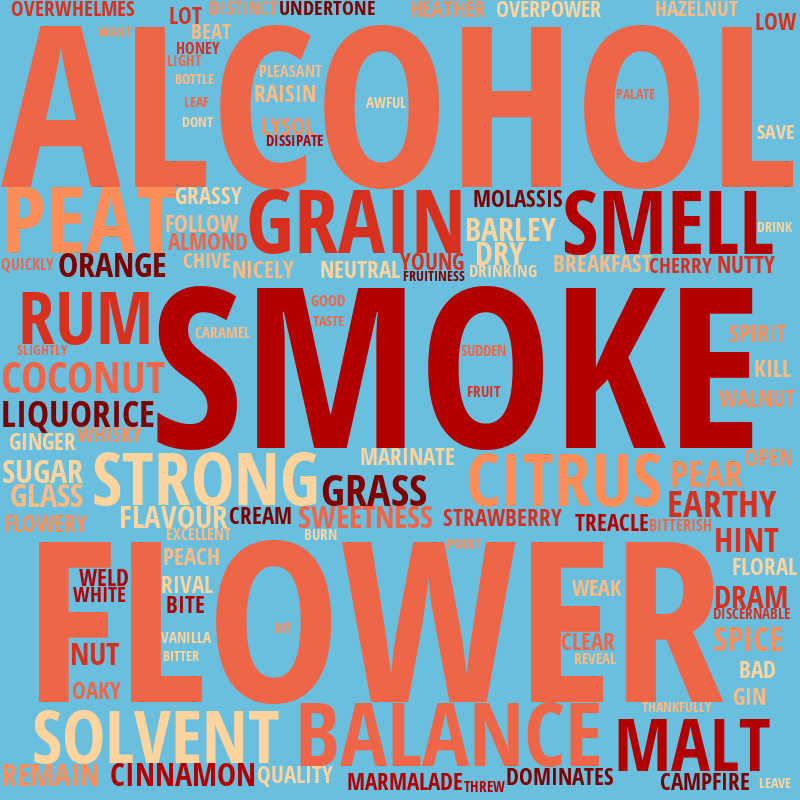 OVERWHELMES LOT DISTINCT UNDERTONE HEATHER OVERPOWER HAZELNUT LOW
WANT BEAT
HONEY
LIGHT
BOTTLE PLEASANT
LEAF RAISIN AWFUL PALATE
DONT LYSOL SAVE
DISSIPATE
ALCOHOL
PEAT GRASSY GRAIN MOLASSIS SMELL
FOLLOW BARLEY DRINK
ALMOND DRY
QUICKLY ORANGE CHIVE NICELY NEUTRAL YOUNG DRINKING BREAKFAST CHERRY NUTTY
FRUITINESS
RUM GOOD
CARAMEL TASTE SPIRIT
SLIGHTLY SUDDEN
SMOKE
COCONUT FRUIT KILL
LIQUORICE WALNUT
GINGER WHISKY MARINATE OPEN
SUGAR STRONG CITRUS PEAR
GLASS GRASS EARTHY
FLOWERY FLAVOUR CREAM SWEETNESS STRAWBERRY TREACLE BITTERISH
EXCELLENT BURN HINT
PEACH POINT FLORAL
WELD RIVAL WEAK
WHITE BITE DRAM
DISCERNABLE
FLOWER
VANILLA BIT CLEAR SPICE
NUT BITTER REVEAL
OAKY BAD
GIN
THANKFULLY
SOLVENT BALANCE MALT
REMAIN CINNAMON QUALITY MARMALADE THREW DOMINATES CAMPFIRE LEAVE